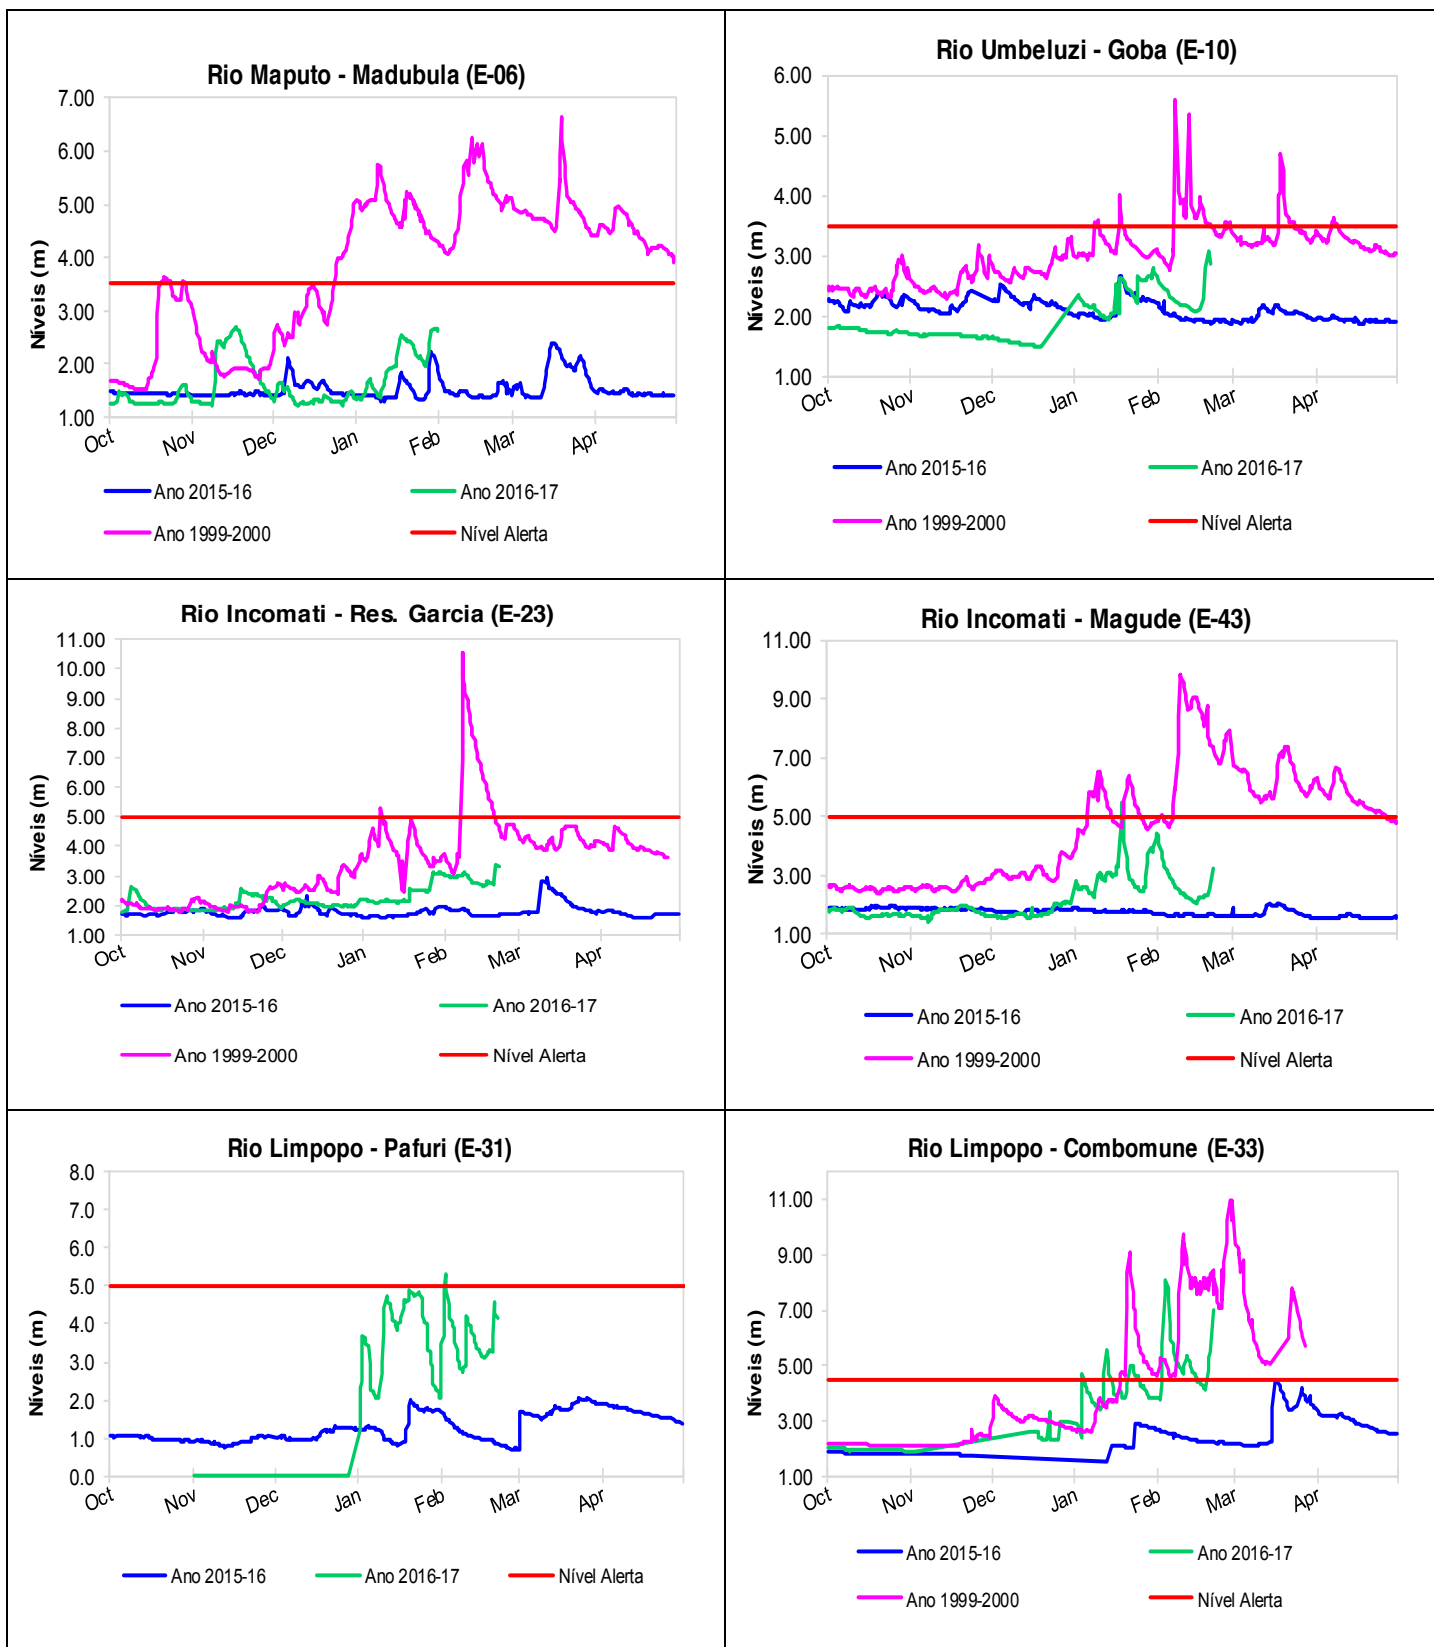 Rio Maputo - Madubula (E-06)
Níveis (m)
7.00
6.00
5.00
4.00
3.00
2.00
1.00
Oct Nov Dec Jan Feb Mar Apr
Ano 2015-16 Ano 2016-17
Ano 1999-2000 Nível Alerta
Rio Umbeluzi - Goba (E-10)
Níveis (m)
6.00
5.00
4.00
3.00
2.00
1.00
Oct Nov Dec Jan Feb Mar Apr
Ano 2015-16 Ano 2016-17
Ano 1999-2000 Nível Alerta
Rio Incomati - Res. Garcia (E-23)
Níveis (m)
11.00
10.00
9.00
8.00
7.00
6.00
5.00
4.00
3.00
2.00
1.00
Oct Nov Dec Jan Feb Mar Apr
Ano 2015-16 Ano 2016-17
Ano 1999-2000 Nível Alerta
Rio Incomati - Magude (E-43)
Níveis (m)
11.00
9.00
7.00
5.00
3.00
1.00
Oct Nov Dec Jan Feb Mar Apr
Ano 2015-16 Ano 2016-17
Ano 1999-2000 Nível Alerta
Rio Limpopo - Pafuri (E-31)
Níveis (m)
8.0
7.0
6.0
5.0
4.0
3.0
2.0
1.0
0.0
Oct Nov Dec Jan Feb Mar Apr
Ano 2015-16 Ano 2016-17 Nível Alerta
Rio Limpopo - Combomune (E-33)
Níveis (m)
11.00
9.00
7.00
5.00
3.00
1.00
Oct Nov Dec Jan Feb Mar Apr
Ano 2015-16 Ano 2016-17
Ano 1999-2000 Nível Alerta